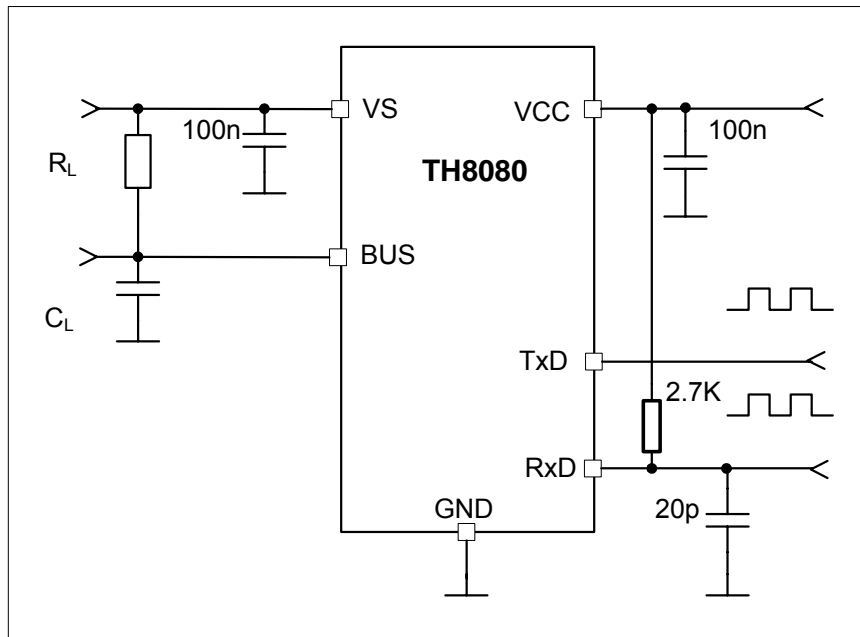 VS
VCC
100n
100n
R_L
TH8080
BUS
C_L
TxD
2.7K
RxD
GND
20p